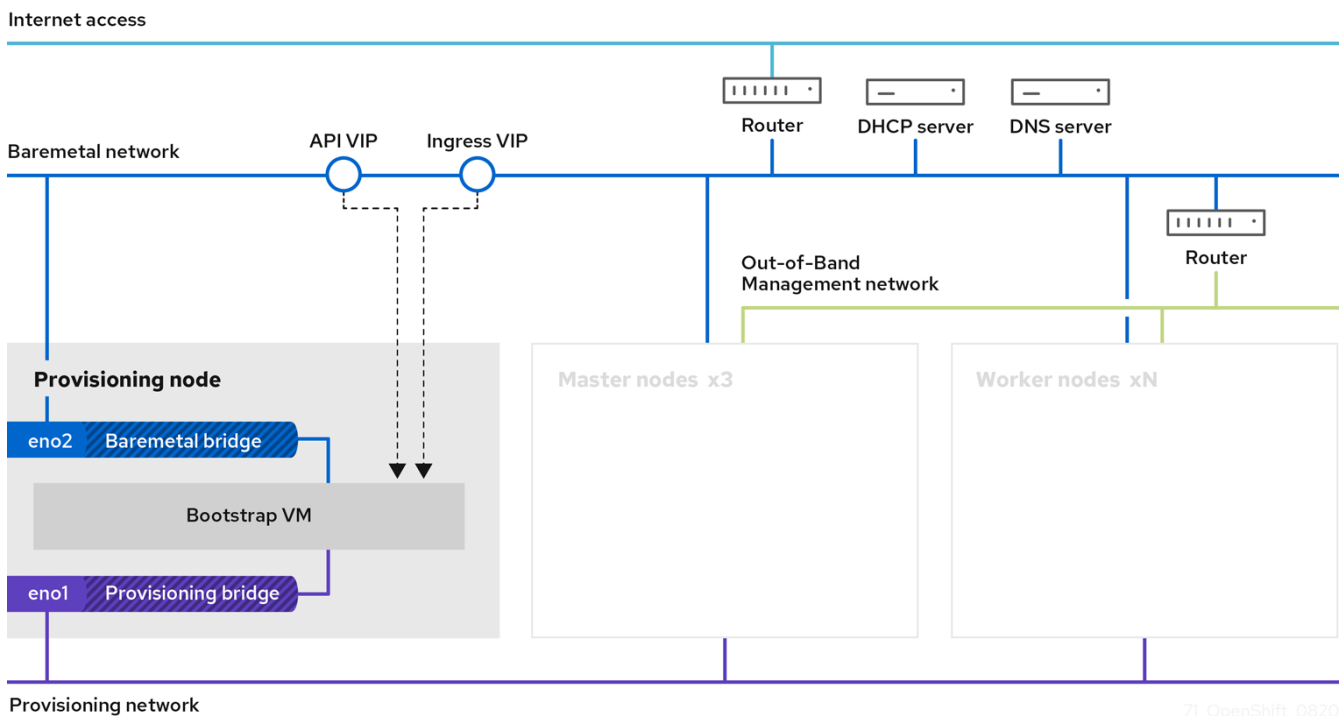 Internet access
Router
DHCP server
DNS server
API VIP
Ingress VIP
Baremetal network
Router
Out-of-Band
Management network
Provisioning node
Master nodes x3
Worker nodes xN
eno2
Baremetal bridge
Bootstrap VM
eno1
Provisioning bridge
Provisioning network
71_OpenShift_0820